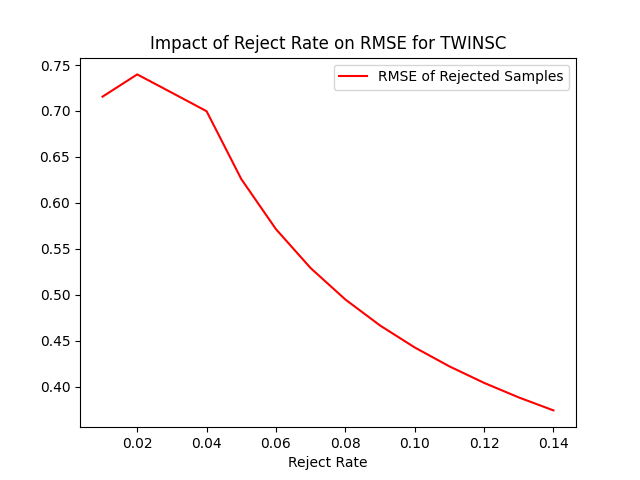 Impact of Reject Rate on RMSE for TWINSC
RMSE of Rejected Samples
0.75
0.70
0.65
0.60
0.55
0.50
0.45
0.40
0.02 0.04 0.06 0.08 0.10 0.12 0.14
Reject Rate